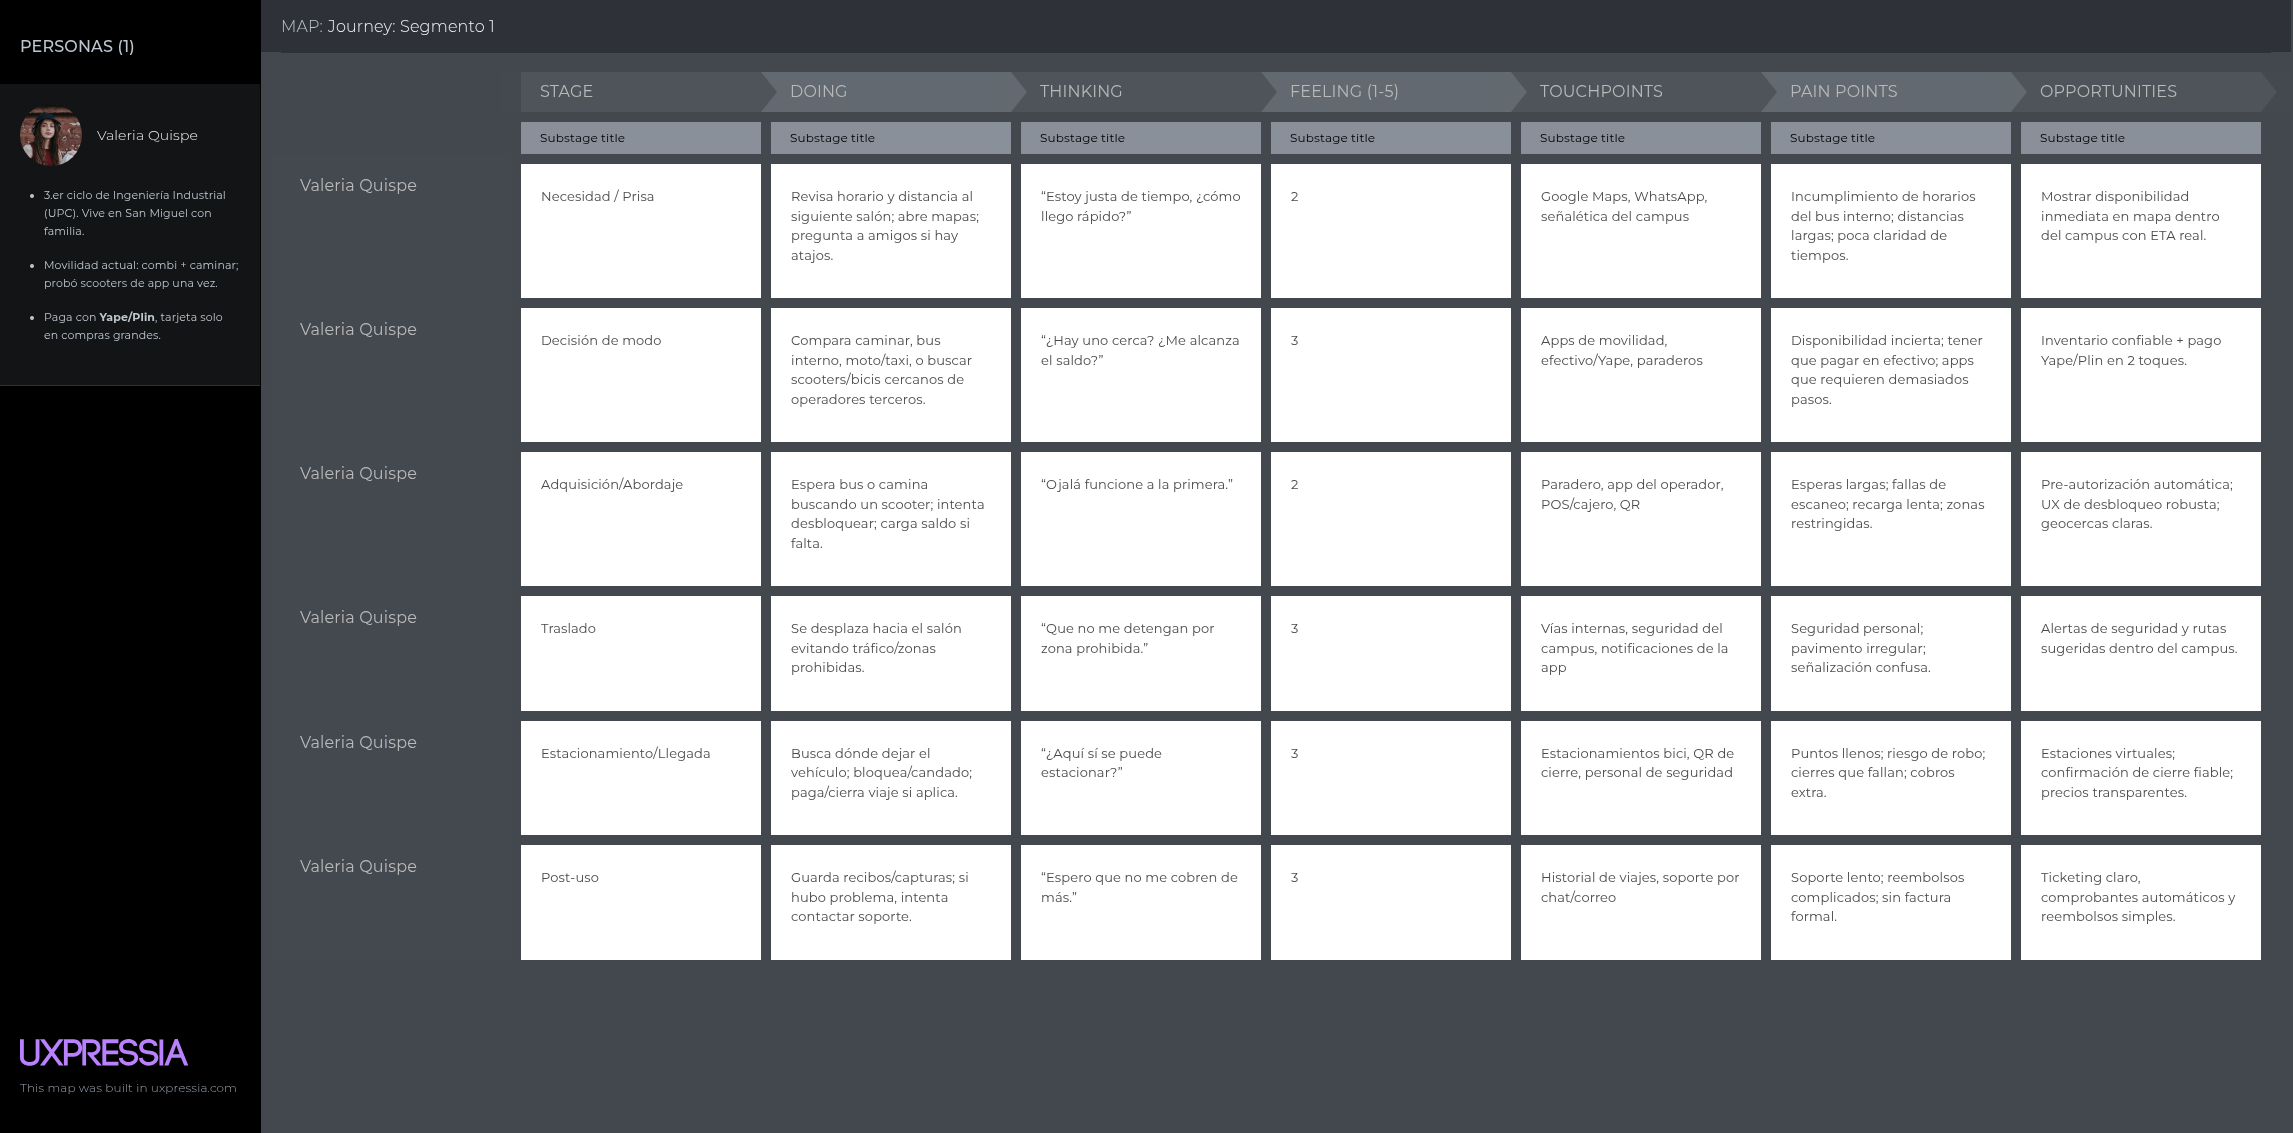 PERSONAS (1)
Valeria Quispe
3.er ciclo de Ingeniería Industrial
(UPC). Vive en San Miguel con
familia.
Movilidad actual: combi + caminar;
probó scooters de app una vez.
Paga con Yape/Plin, tarjeta solo
en compras grandes.
UXPRESSIA
This map was built in uxpressia.com
MAP: Journey: Segmento 1
STAGE
DOING
THINKING
FEELING (1-5)
TOUCHPOINTS
PAIN POINTS
OPPORTUNITIES
Substage title
Substage title
Substage title
Substage title
Substage title
Substage title
Substage title
Valeria Quispe
Necesidad / Prisa
Revisa horario y distancia al
siguiente salón; abre mapas;
pregunta a amigos si hay
atajos.
“Estoy justa de tiempo, ¿cómo
llego rápido?”
2
Google Maps, WhatsApp,
señalética del campus
Incumplimiento de horarios
del bus interno; distancias
largas; poca claridad de
tiempos.
Mostrar disponibilidad
inmediata en mapa dentro
del campus con ETA real.
Valeria Quispe
Decisión de modo
Compara caminar, bus
interno, moto/taxi, o buscar
scooters/bicis cercanos de
operadores terceros.
“¿Hay uno cerca? ¿Me alcanza
el saldo?”
3
Apps de movilidad,
efectivo/Yape, paraderos
Disponibilidad incierta; tener
que pagar en efectivo; apps
que requieren demasiados
pasos.
Inventario confiable + pago
Yape/Plin en 2 toques.
Valeria Quispe
Adquisición/Abordaje
Espera bus o camina
buscando un scooter; intenta
desbloquear; carga saldo si
falta.
“Ojalá funcione a la primera.”
2
Paradero, app del operador,
POS/cajero, QR
Esperas largas; fallas de
escaneo; recarga lenta; zonas
restringidas.
Pre-autorización automática;
UX de desbloqueo robusta;
geocercas claras.
Valeria Quispe
Traslado
Se desplaza hacia el salón
evitando tráfico/zonas
prohibidas.
“Que no me detengan por
zona prohibida.”
3
Vías internas, seguridad del
campus, notificaciones de la
app
Seguridad personal;
pavimento irregular;
señalización confusa.
Alertas de seguridad y rutas
sugeridas dentro del campus.
Valeria Quispe
Estacionamiento/Llegada
Busca dónde dejar el
vehículo; bloquea/candado;
paga/cierra viaje si aplica.
“¿Aquí sí se puede
estacionar?”
3
Estacionamientos bici, QR de
cierre, personal de seguridad
Puntos llenos; riesgo de robo;
cierres que fallan; cobros
extra.
Estaciones virtuales;
confirmación de cierre fiable;
precios transparentes.
Valeria Quispe
Post-uso
Guarda recibos/capturas; si
hubo problema, intenta
contactar soporte.
“Espero que no me cobren de
más.”
3
Historial de viajes, soporte por
chat/correo
Soporte lento; reembolsos
complicados; sin factura
formal.
Ticketing claro,
comprobantes automáticos y
reembolsos simples.